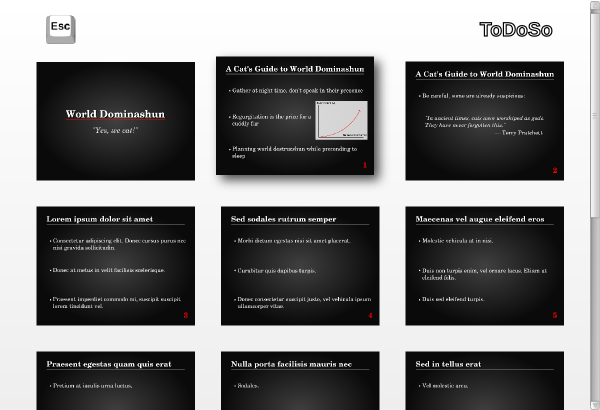 Esc
ToDoSo
World Dominashun
"Yes, we cat!"
A Cat's Guide to World Dominashun
• Gather at night time, don't speak in their presence
• Regurgitation is the price for a
cuddly fur
• Planning world destrucshun while pretending to
sleep
1
A Cat's Guide to World Dominashun
• Be careful, some are already suspicious:
"In ancient times, cats were worshiped as gods.
They have never forgotten this."
— Terry Pratchett
2
Lorem ipsum dolor sit amet
• Consectetur adipiscing elit. Donec cursus purus nec
nisi gravida sollicitudin.
• Donec at metus in velit facilisis scelerisque.
• Praesent imperdiet commodo mi, suscipit suscipit
lorem tincidunt vel.
3
Sed sodales rutrum semper
• Morbi dictum egestas nisi sit amet placerat.
• Curabitur quis dapibus turpis.
• Donec consectetur suscipit justo, vel vehicula ipsum
ullamcorper vitae.
4
Maecenas vel augue eleifend eros
• Molestie vehicula at in nisi.
• Duis non turpis enim, vel ornare lacus. Etiam at
eleifend felis.
• Duis sed eleifend turpis.
5
Praesent egestas quam quis erat
• Pretium at iaculis urna luctus.
Nulla porta facilisis mauris nec
• Sodales.
Sed in tellus erat
• Vel molestie arcu.